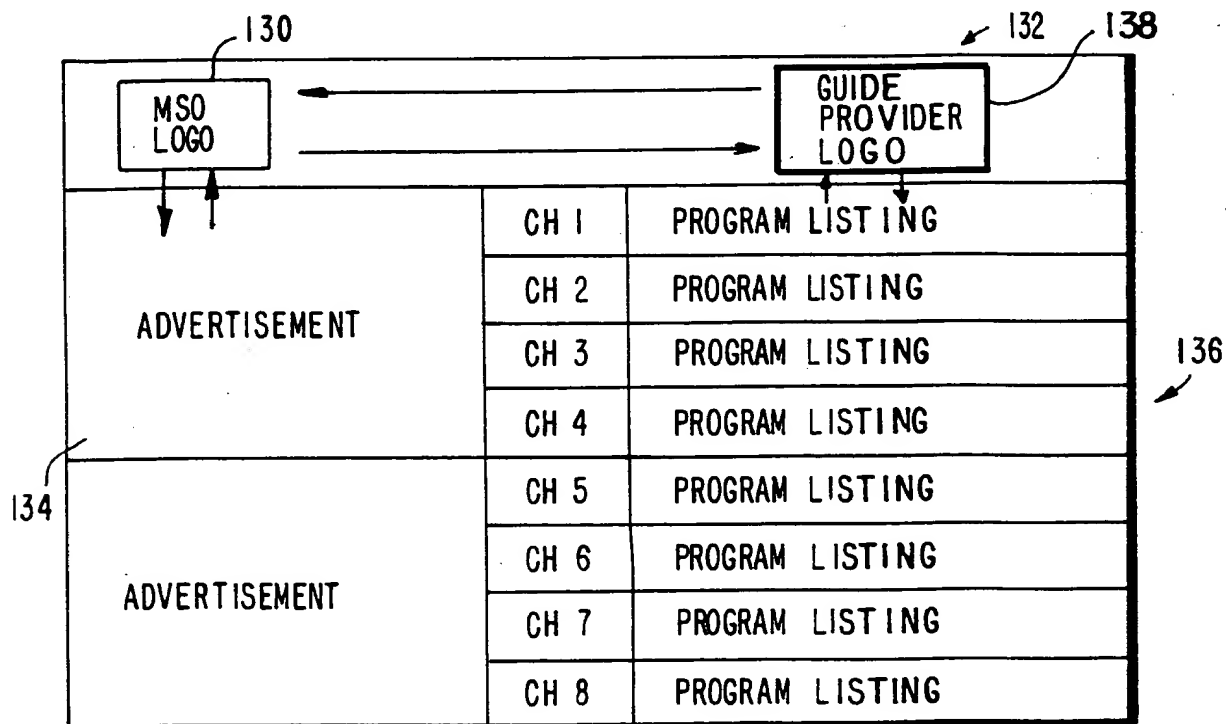 130
132
138
MSO
LOGO
GUIDE
PROVIDER
LOGO
CH 1 PROGRAM LISTING
CH 2 PROGRAM LISTING
ADVERTISEMENT
CH 3 PROGRAM LISTING
136
CH 4 PROGRAM LISTING
134
CH 5 PROGRAM LISTING
CH 6 PROGRAM LISTING
ADVERTISEMENT
CH 7 PROGRAM LISTING
CH 8 PROGRAM LISTING